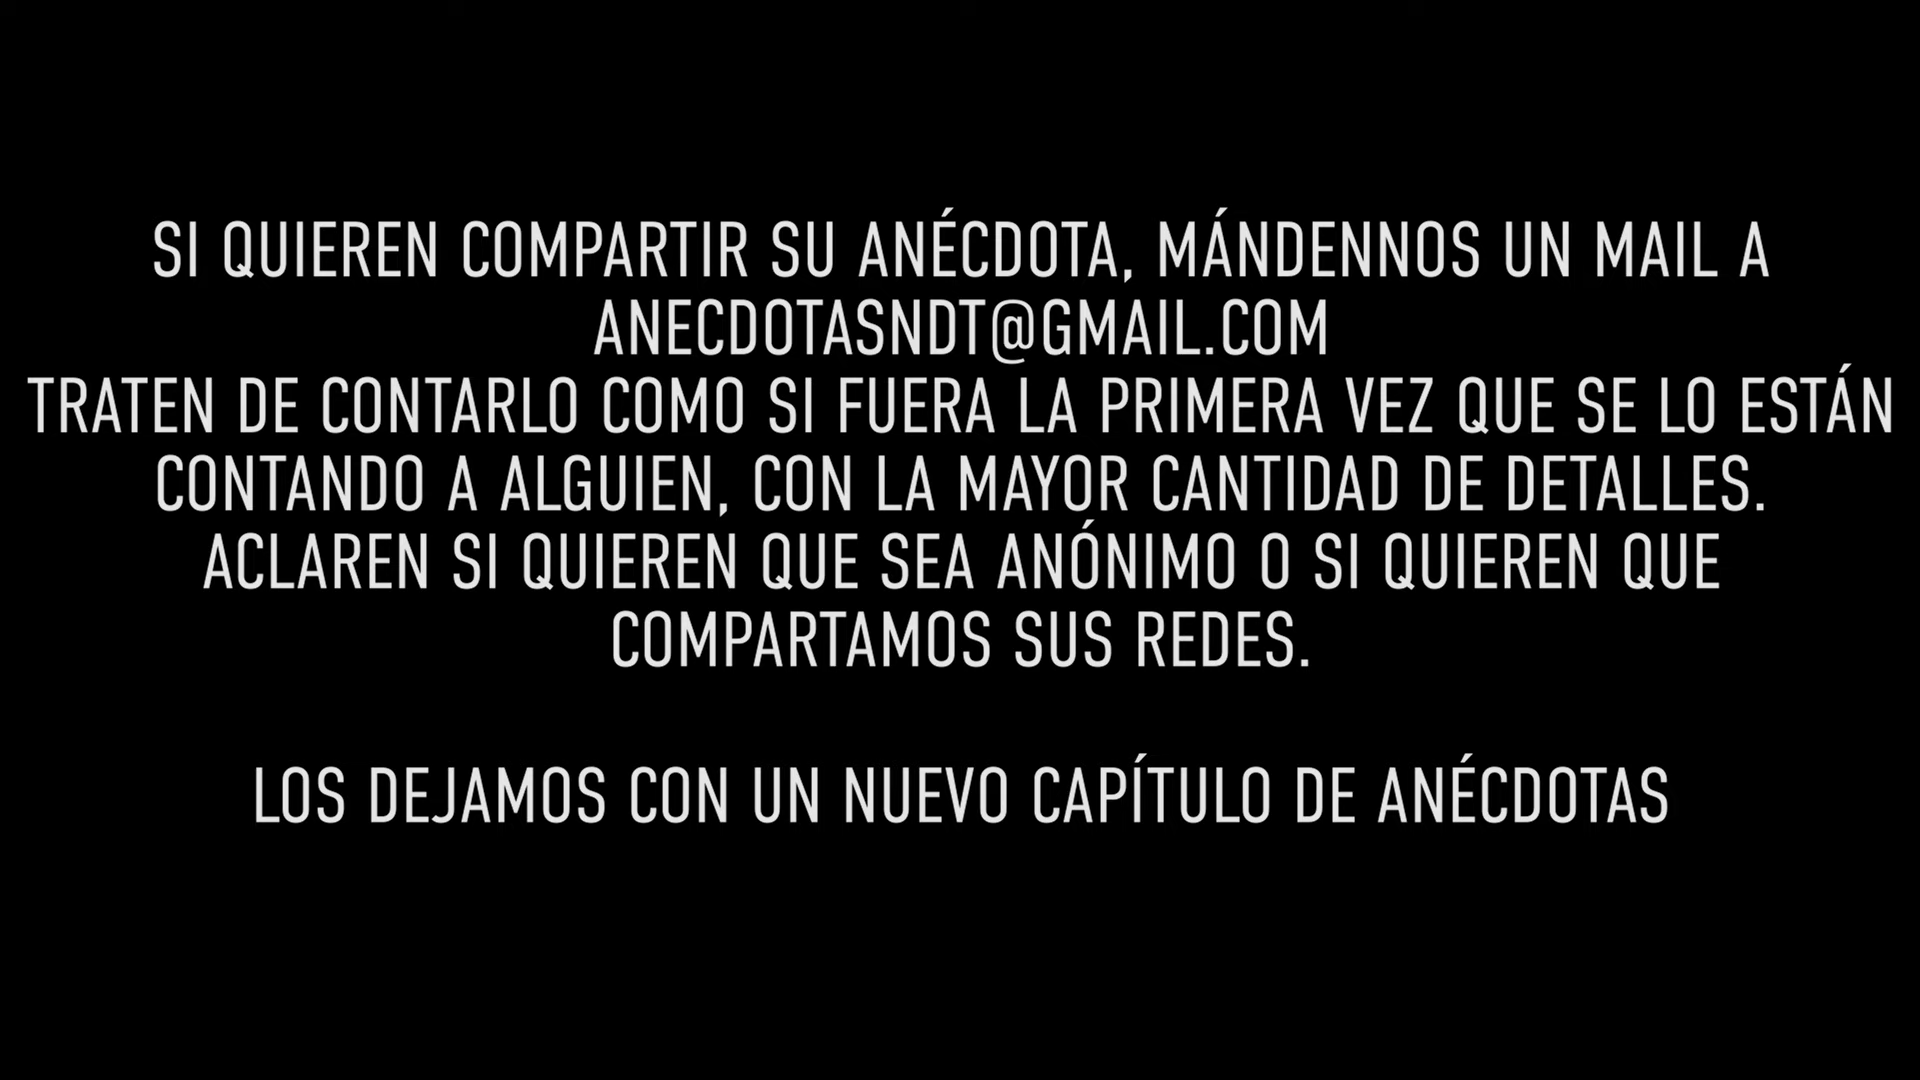 SI QUIEREN COMPARTIR SU ANÉCDOTA, MÁNDENNOS UN MAIL A
ANECDOTASNDT@GMAIL.COM
TRATEN DE CONTARLO COMO SI FUERA LA PRIMERA VEZ QUE SE LO ESTÁN
CONTANDO A ALGUIEN, CON LA MAYOR CANTIDAD DE DETALLES.
ACLAREN SI QUIEREN QUE SEA ANÓNIMO O SI QUIEREN QUE
COMPARTAMOS SUS REDES.
LOS DEJAMOS CON UN NUEVO CAPÍTULO DE ANÉCDOTAS